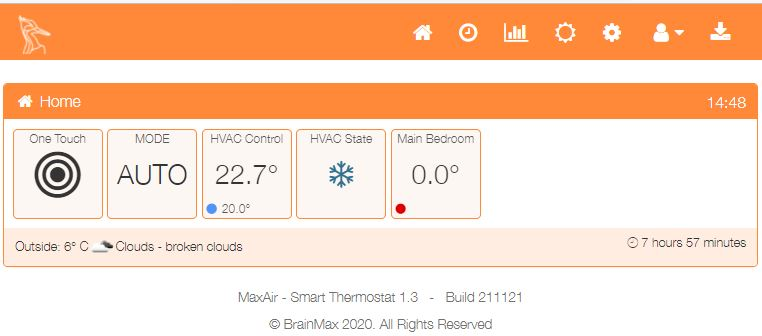 Home 14:48
One Touch MODE HVAC Control HVAC State Main Bedroom
AUTO 22.7° 0.0°
20.0°
Outside: 6° C Clouds - broken clouds 7 hours 57 minutes
MaxAir - Smart Thermostat 1.3 - Build 211121
© BrainMax 2020. All Rights Reserved